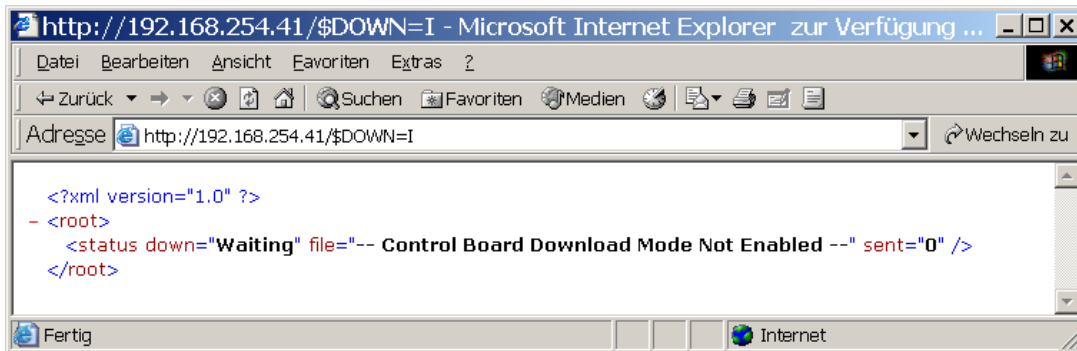 http://192.168.254.41/$DOWN=I - Microsoft Internet Explorer zur Verfügung ...
Datei Bearbeiten Ansicht Favoriten Extras ?
Zurück Suchen Favoriten Medien
Adresse http://192.168.254.41/$DOWN=I Wechseln zu
<?xml version="1.0" ?>
- <root>
<status down="Waiting" file="-- Control Board Download Mode Not Enabled --" sent="0" />
</root>
Fertig Internet